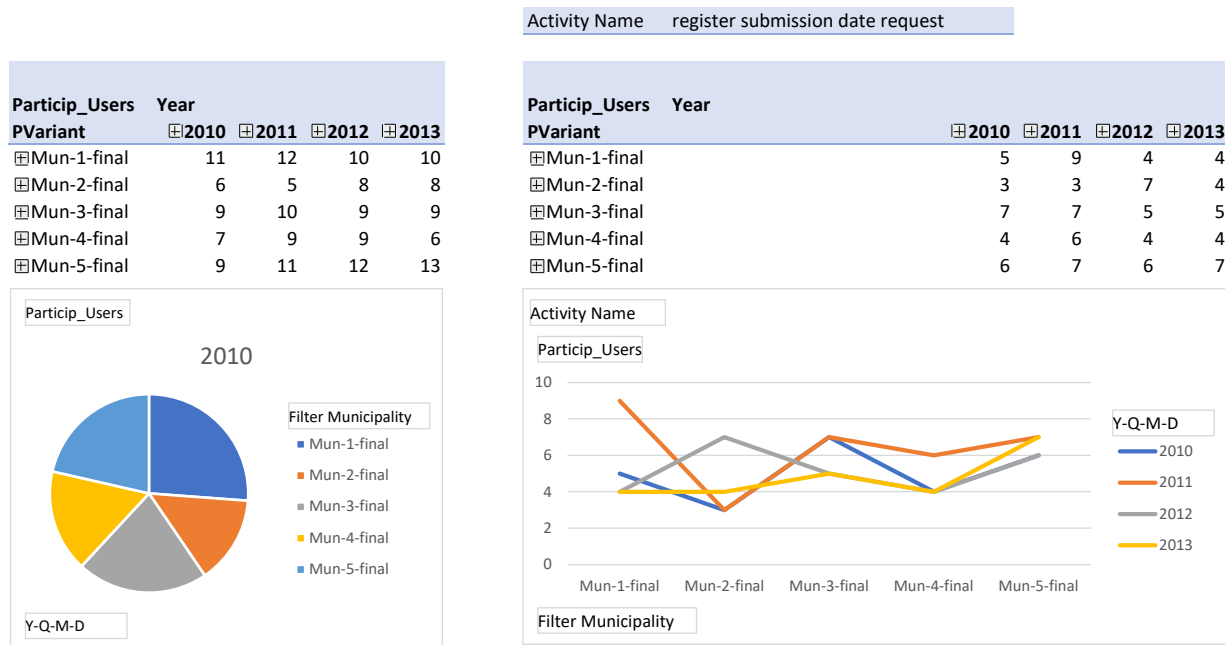 Activity Name register submission date request
Particip_Users Year
PVariant 2010 2011 2012 2013
Mun-1-final 11 12 10 10
Mun-2-final 6 5 8 8
Mun-3-final 9 10 9 9
Mun-4-final 7 9 9 6
Mun-5-final 9 11 12 13
Particip_Users Year
PVariant 2010 2011 2012 2013
Mun-1-final 5 9 4 4
Mun-2-final 3 3 7 4
Mun-3-final 7 7 5 5
Mun-4-final 4 6 4 4
Mun-5-final 6 7 6 7
Particip_Users
2010
Filter Municipality
Mun-1-final
Mun-2-final
Mun-3-final
Mun-4-final
Mun-5-final
Y-Q-M-D
Activity Name
Particip_Users
10
8
6
4
2
0
Mun-1-final Mun-2-final Mun-3-final Mun-4-final Mun-5-final
Y-Q-M-D
2010
2011
2012
2013
Filter Municipality